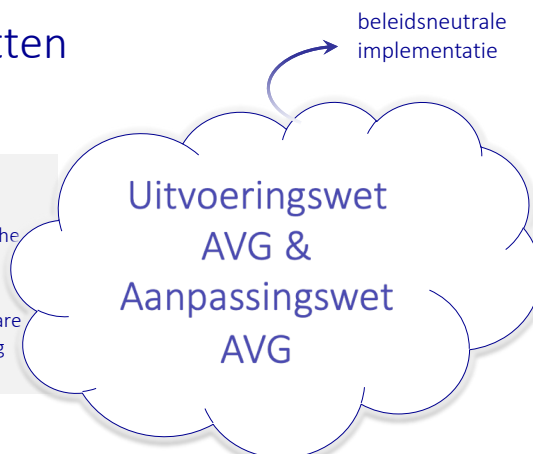 beleidsneutrale
implementatie
Uitvoeringswet
AVG &
Aanpassingswet
AVG